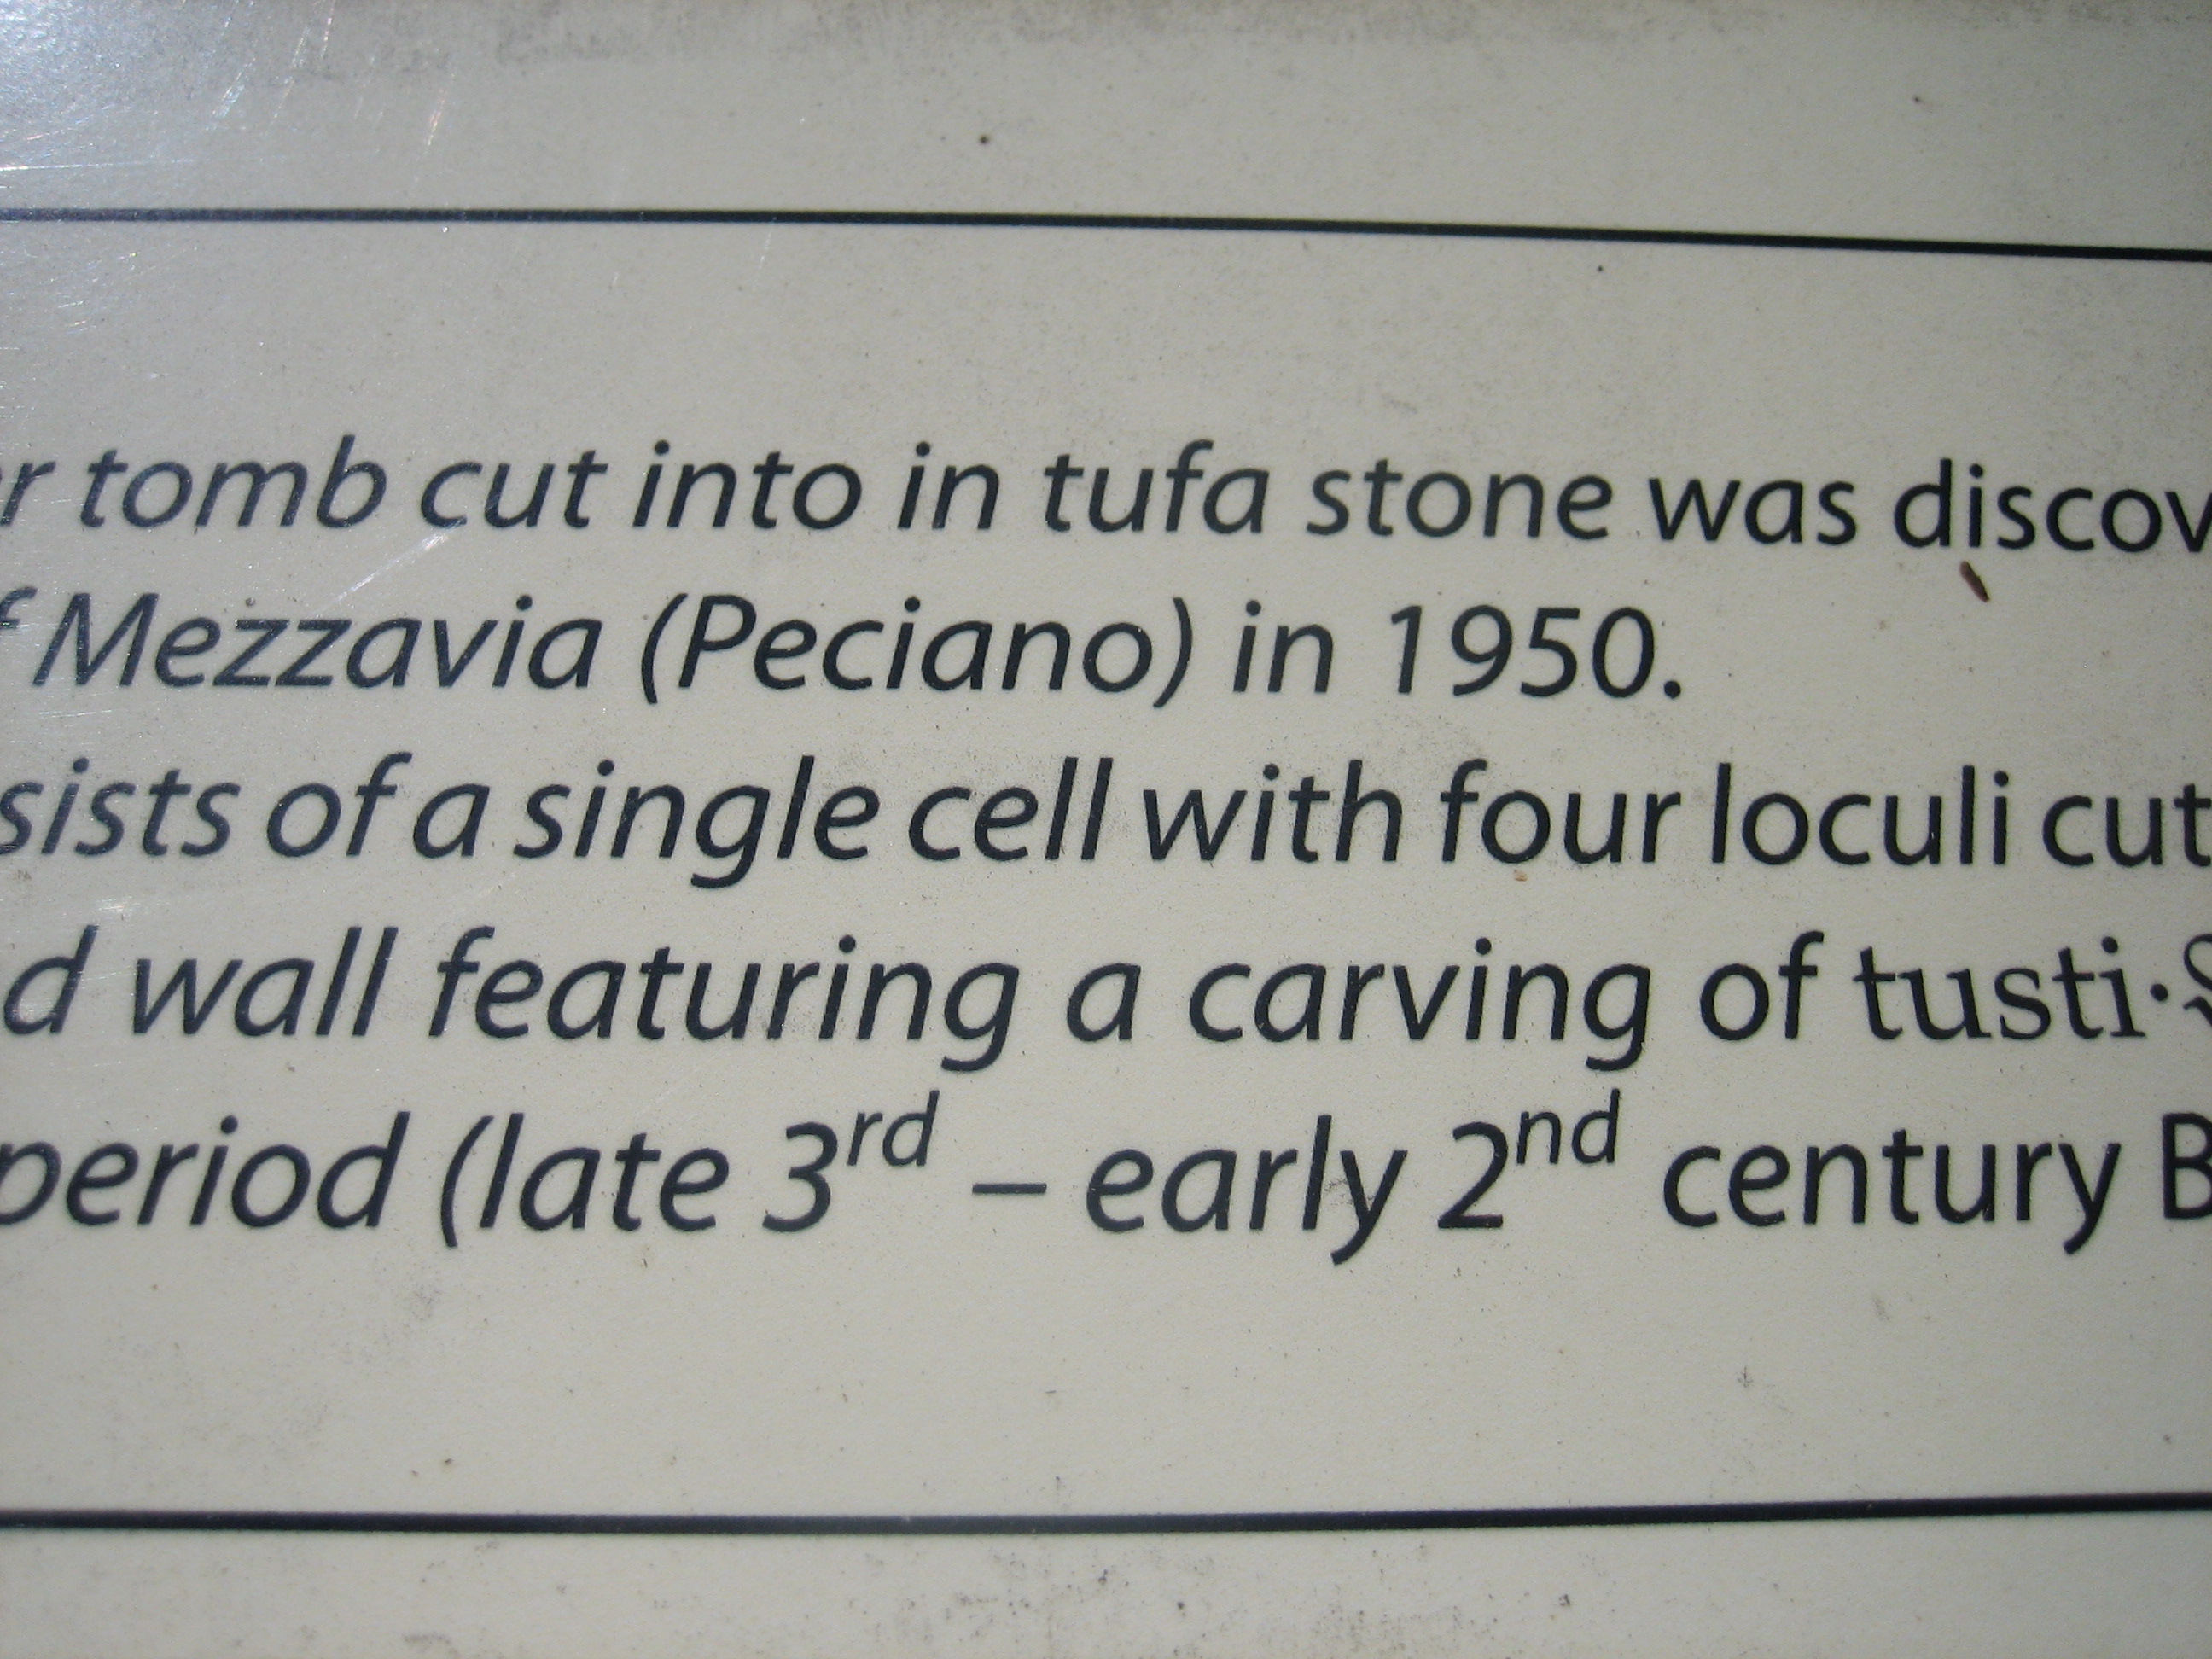 tomb cut into in tufa stone was discov
Mezzavia (Peciano) in 1950.
sists of a single cell with four loculi cut
d wall featuring a carving of tusti·
period (late 3rd – early 2nd century B